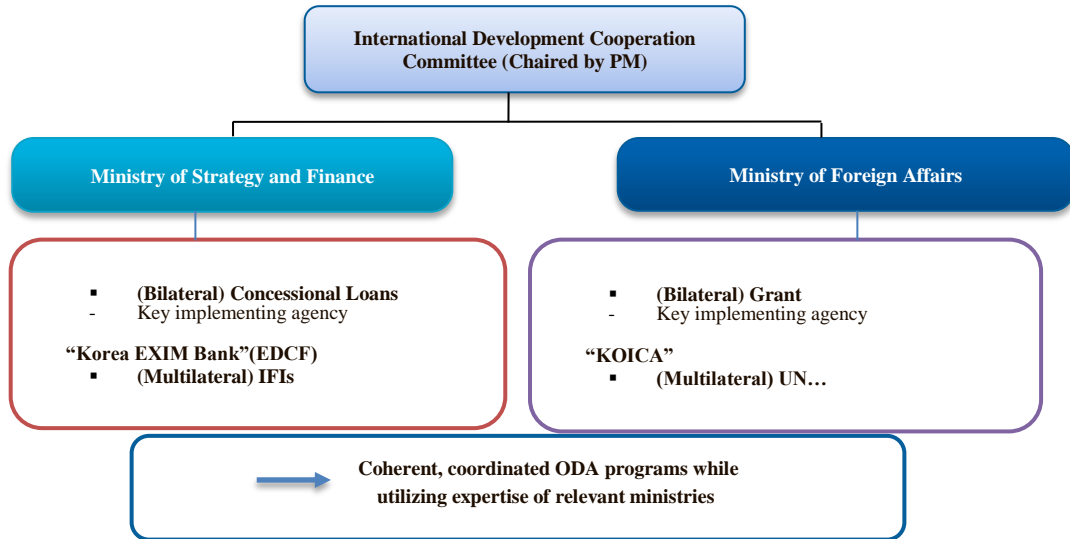 International Development Cooperation
Committee (Chaired by PM)
Ministry of Strategy and Finance
Ministry of Foreign Affairs
▪ (Bilateral) Concessional Loans
- Key implementing agency
“Korea EXIM Bank”(EDCF)
▪ (Multilateral) IFIs
▪ (Bilateral) Grant
- Key implementing agency
“KOICA”
▪ (Multilateral) UN…
Coherent, coordinated ODA programs while
utilizing expertise of relevant ministries